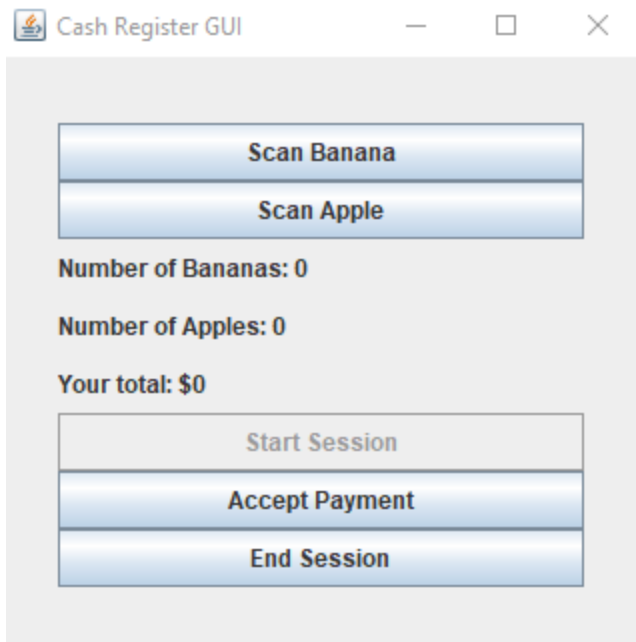 Cash Register GUI
Scan Banana
Scan Apple
Number of Bananas: 0
Number of Apples: 0
Your total: $0
Start Session
Accept Payment
End Session